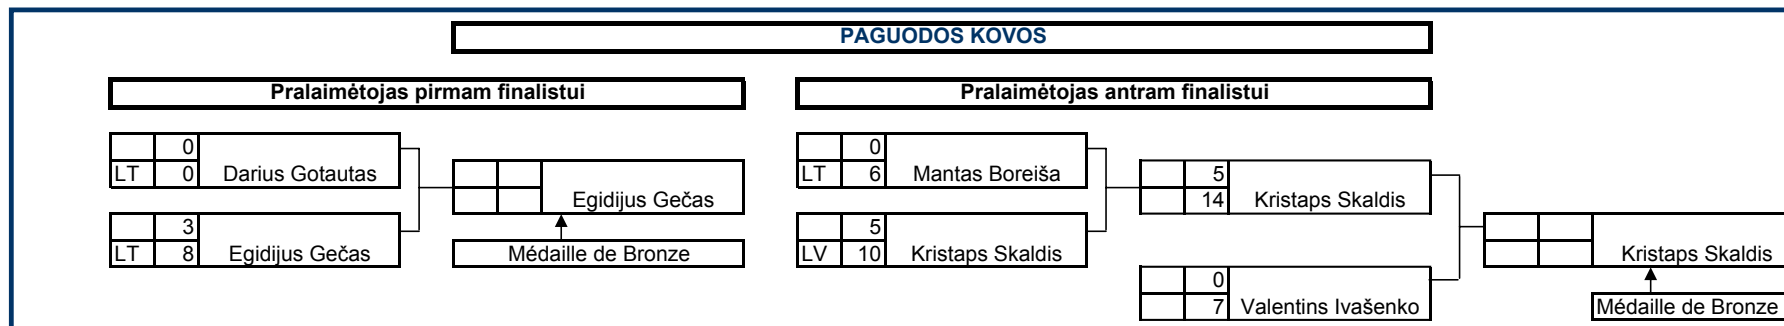 PAGUODOS KOVOS
Pralaimėtojas pirmam finalistui
Pralaimėtojas antram finalistui
0
LT 0 Darius Gotautas
Egidijus Gečas
3
LT 8 Egidijus Gečas
Médaille de Bronze
0
LT 6 Mantas Boreiša
5
14 Kristaps Skaldis
5
LV 10 Kristaps Skaldis
Kristaps Skaldis
0
7 Valentins Ivašenko
Médaille de Bronze